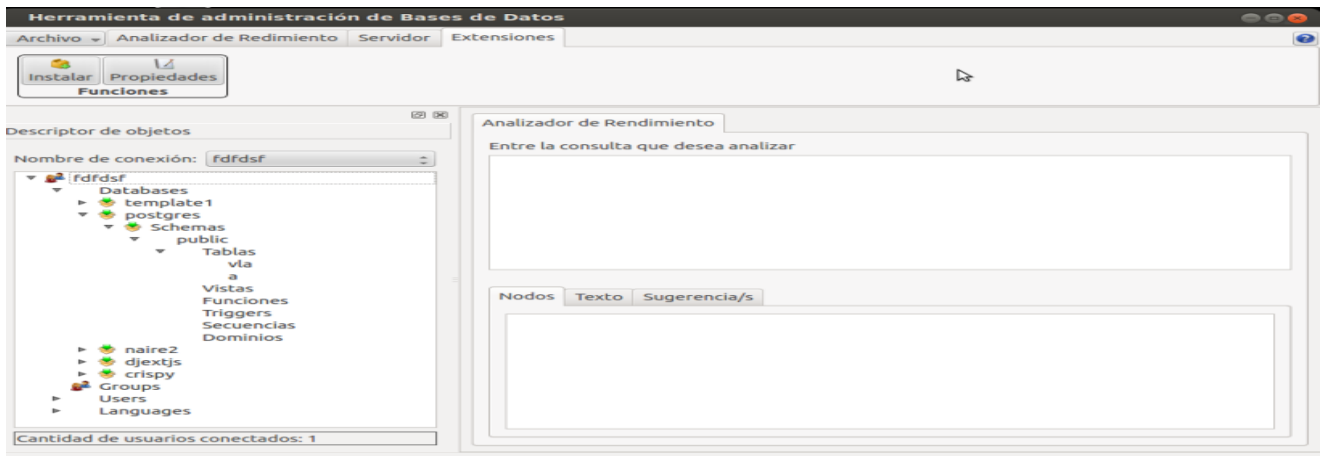 Herramienta de administración de Bases de Datos
Archivo Analizador de Redimiento Servidor Extensiones
Instalar Propiedades
Funciones
Descriptor de objetos
Nombre de conexión: fdfdsf
fdfdsf
Databases
template1
postgres
Schemas
public
Tablas
vla
a
Vistas
Funciones
Triggers
Secuencias
Dominios
naire2
djextjs
crispy
Groups
Users
Languages
Cantidad de usuarios conectados: 1
Analizador de Rendimiento
Entre la consulta que desea analizar
Nodos Texto Sugerencia/s